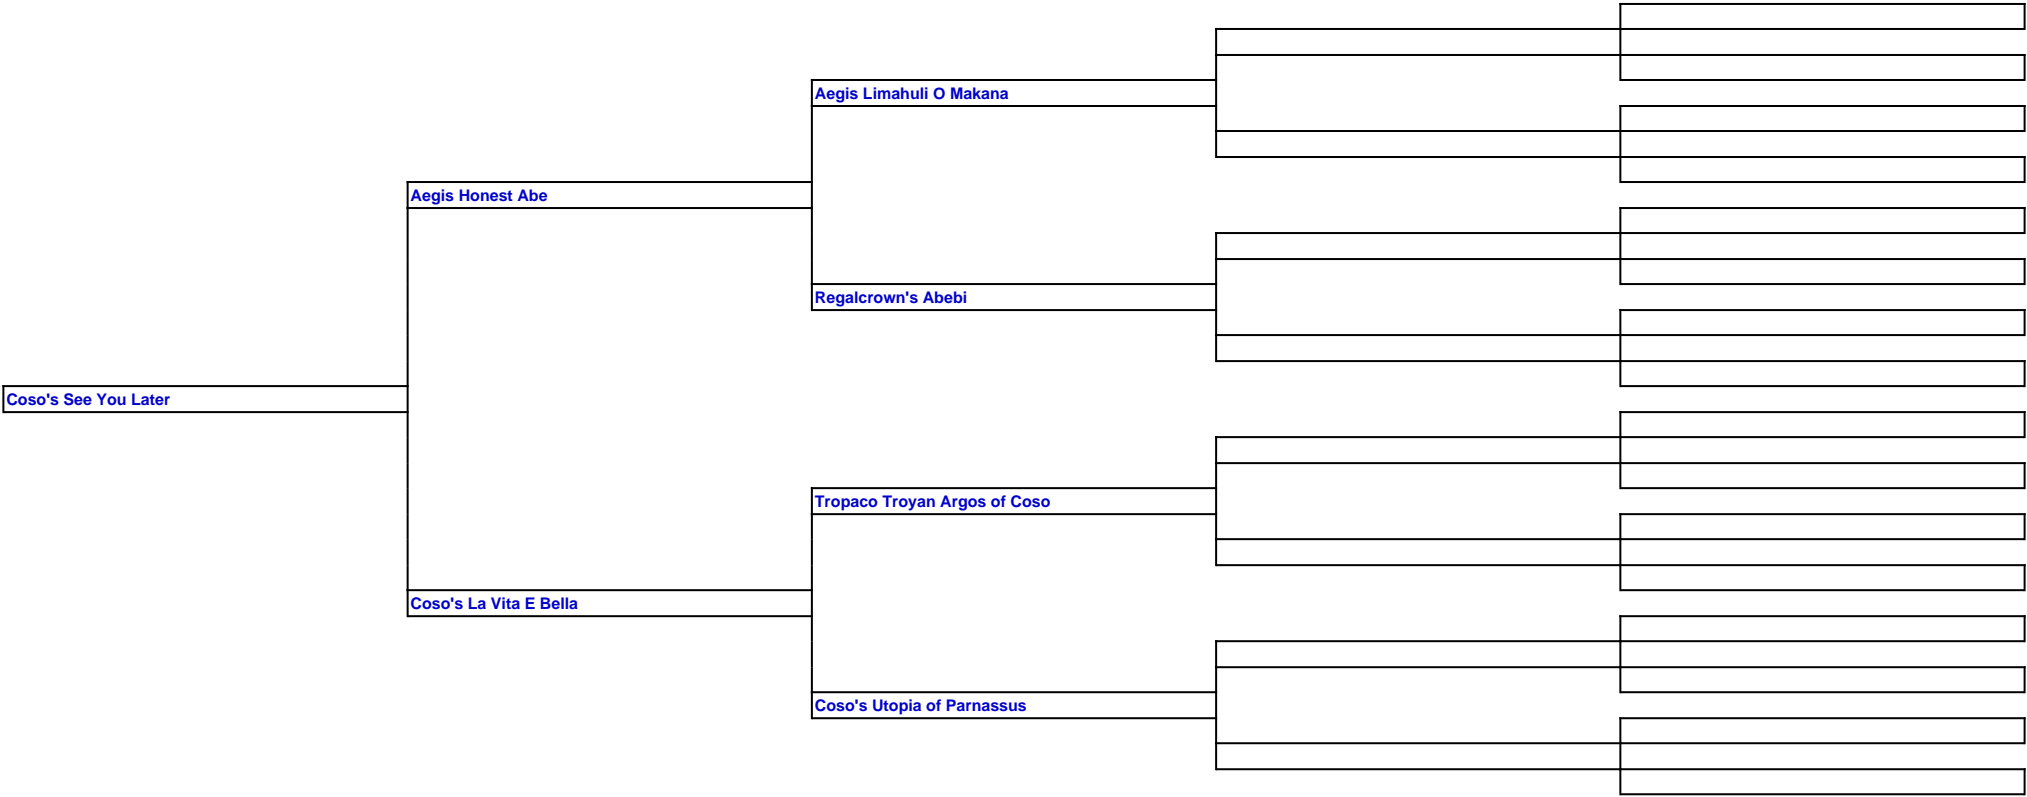 Aegis Limahuli O Makana
Aegis Honest Abe
Regalcrown's Abebi
Coso's See You Later
Tropaco Troyan Argos of Coso
Coso's La Vita E Bella
Coso's Utopia of Parnassus